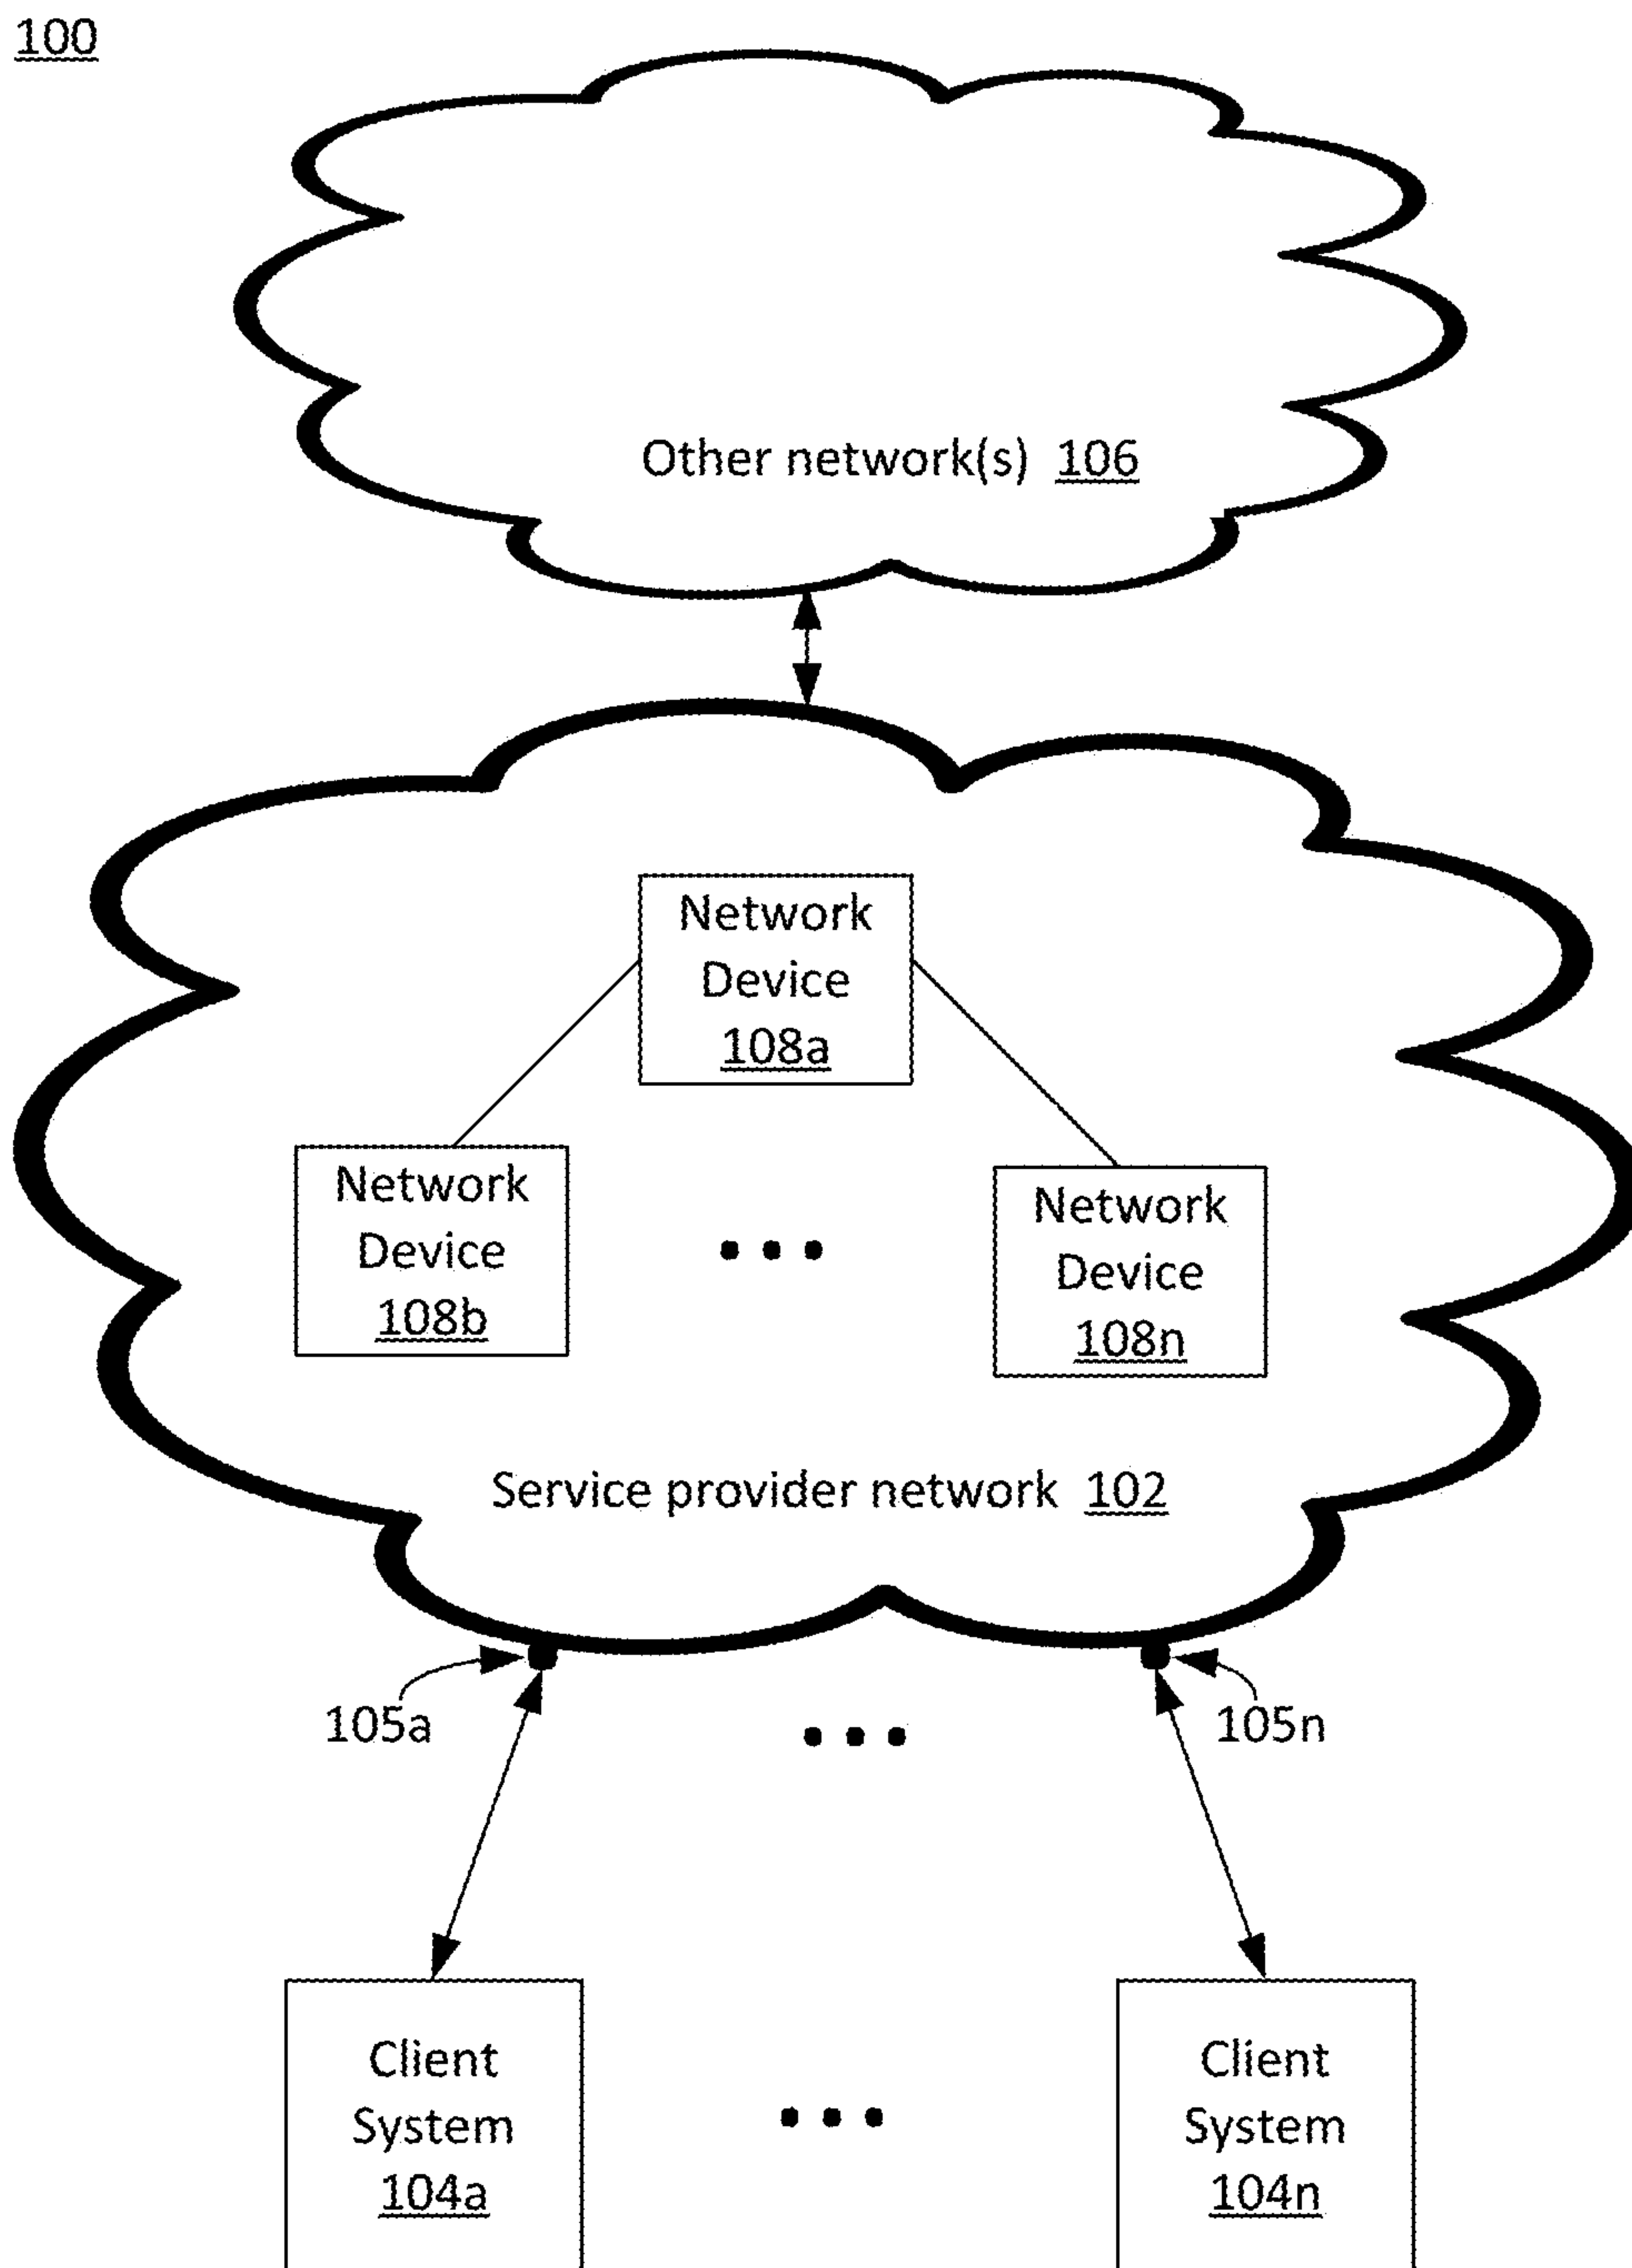 100
Other network(s) 106
Network
Device
108a
Network
Device
108b
Network
Device
108n
Service provider network 102
105a
105n
Client
System
104a
Client
System
104n